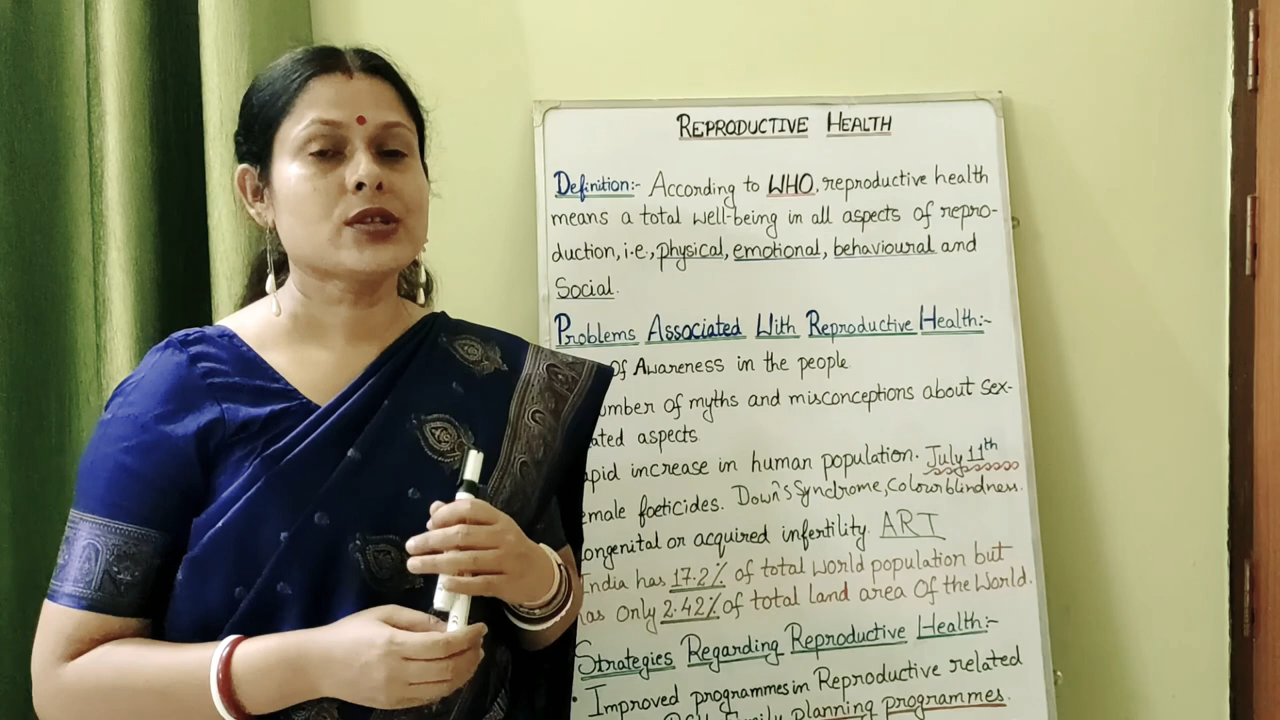 REPRODUCTIVE HEALTH
Definition:- According to WHO, reproductive health
means a total well-being in all aspects of repro-
duction, i.e., physical, emotional, behavioural and
Social.
Problems Associated With Reproductive Health:-
Of Awareness in the people
umber of myths and misconceptions about sex-
ated aspects
apid increase in human population. July 11th
emale foeticides. Down's Syndrome, Colourblindness.
ongenital or acquired infertility. ART
India has 17.2% of total world population but
has only 2.42% of total land area of the World.
Strategies Regarding Reproductive Health:-
• Improved programmes in Reproductive related
Family planning programmes.